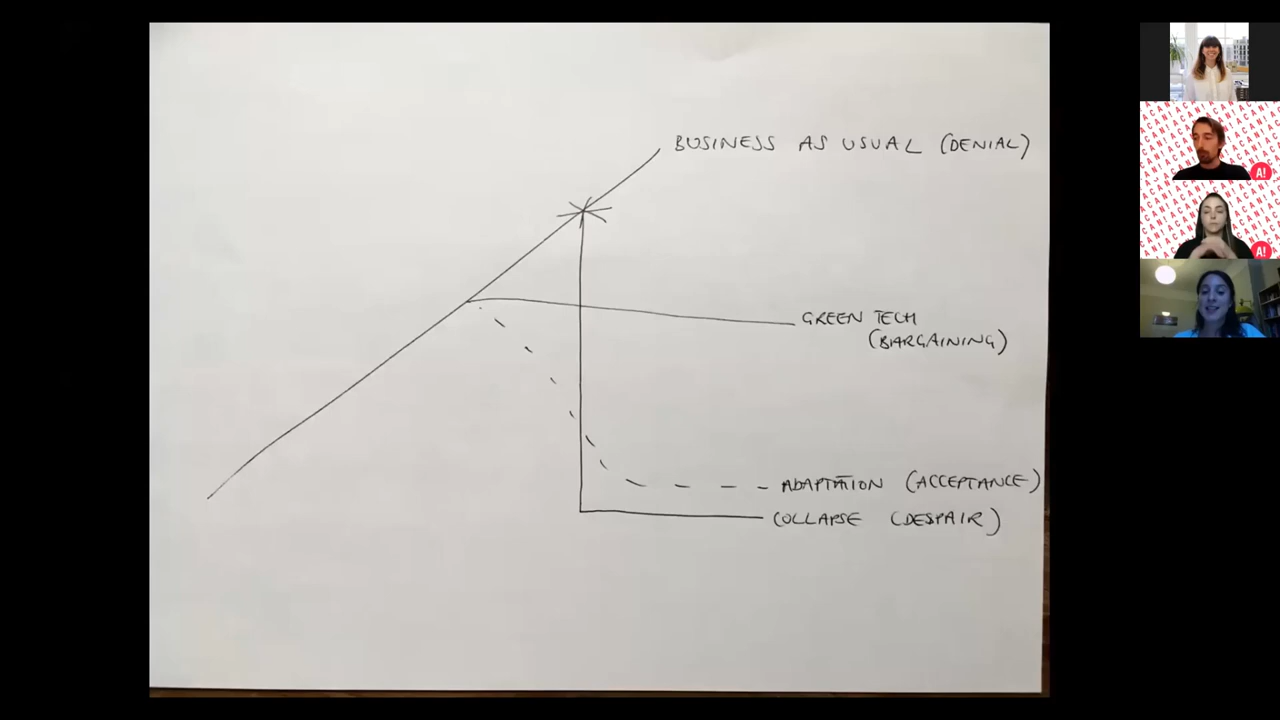 BUSINESS AS USUAL (DENIAL)
GREEN TECH
(BARGAINING)
ADAPTATION (ACCEPTANCE)
COLLAPSE (DESPAIR)
A!
A!